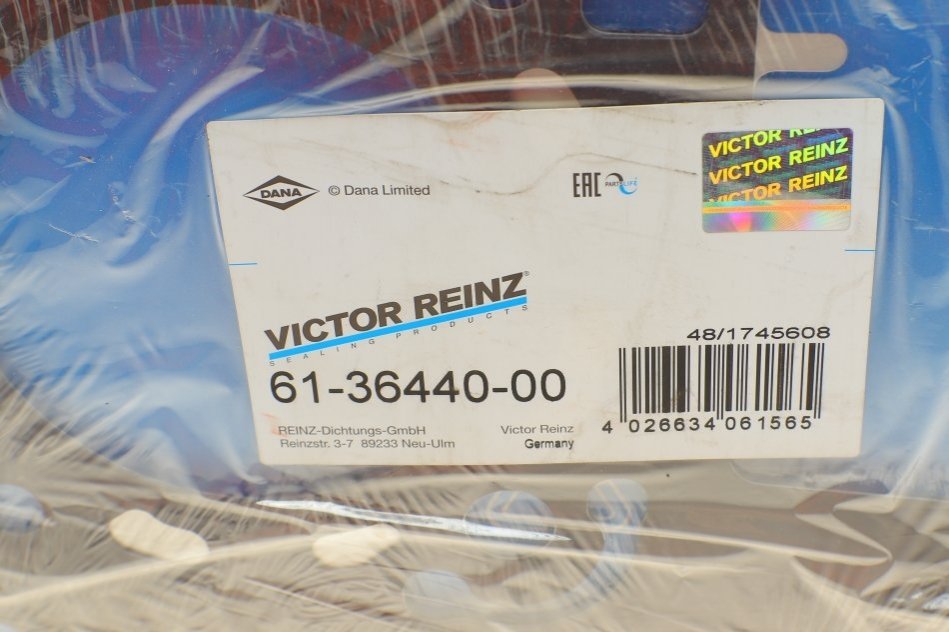 DANA
© Dana Limited
EAC
PARTSLIFE
VICTOR REINZ
VICTOR REINZ
VICTOR REINZ
VICTOR REINZ®
SEALING PRODUCTS
61-36440-00
REINZ-Dichtungs-GmbH
Reinzstr. 3-7 89233 Neu-Ulm
Victor Reinz
Germany
48/1745608
4 026634 061565